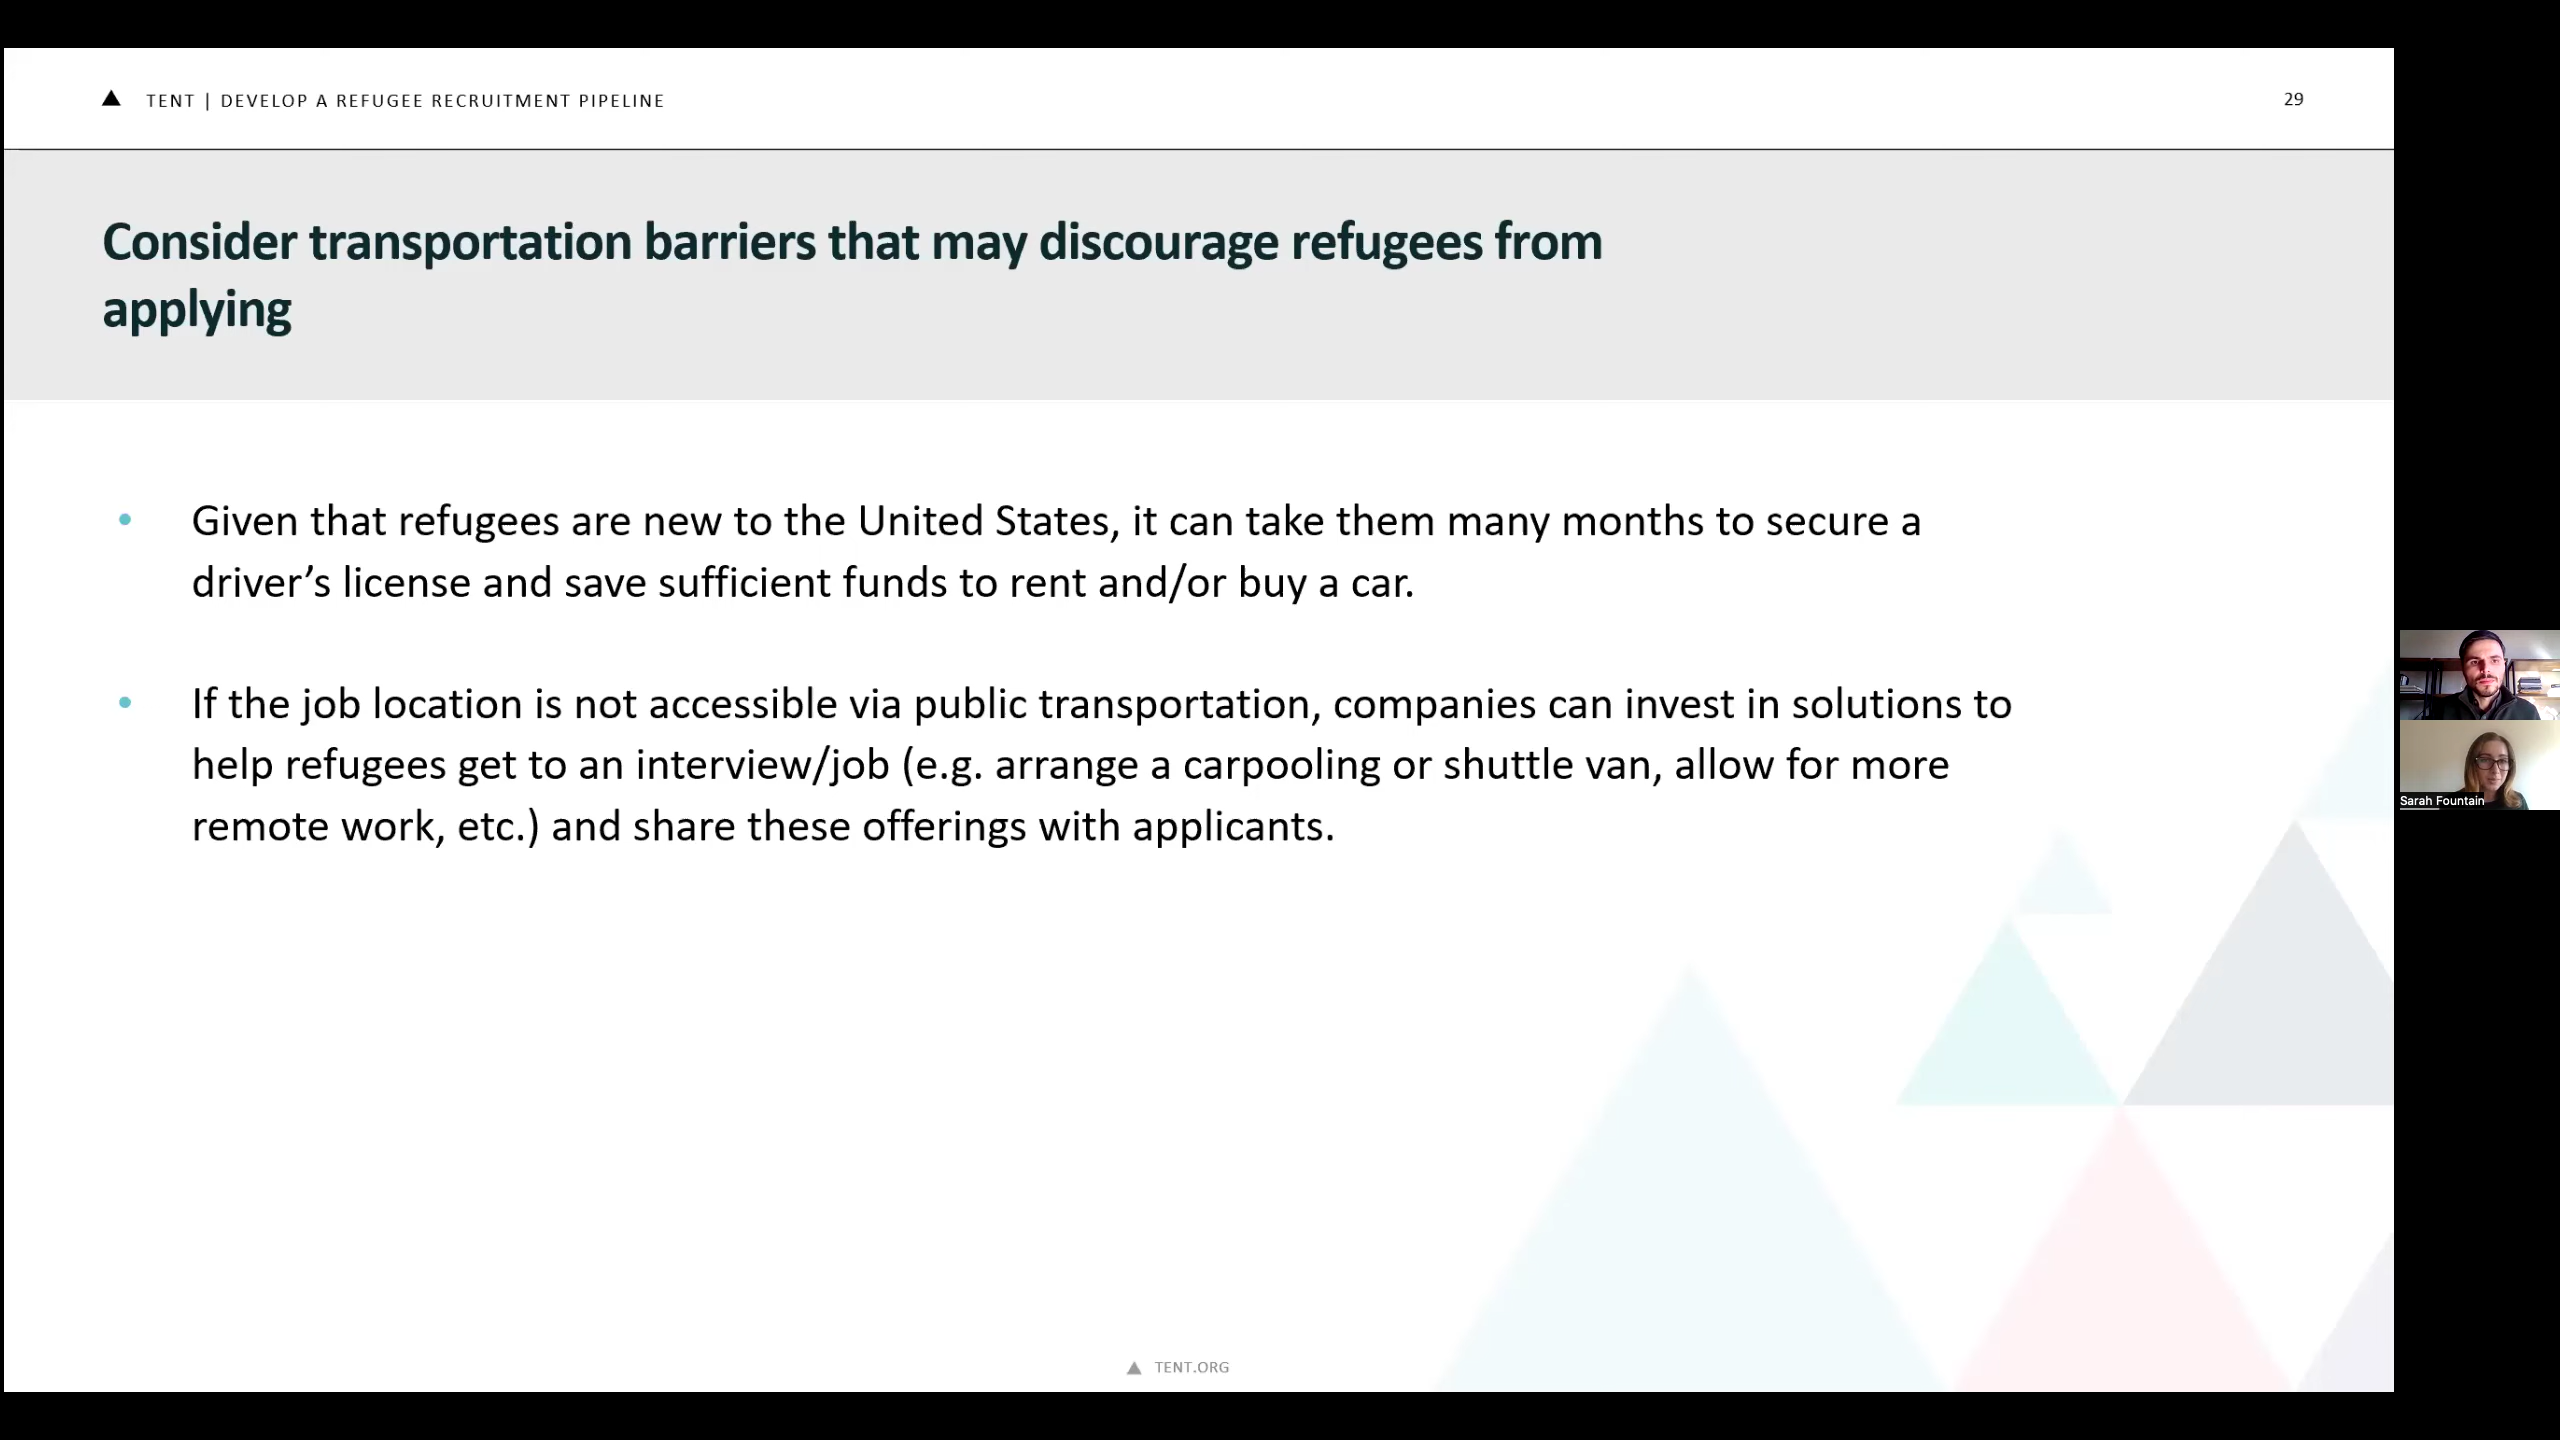 TENT | DEVELOP A REFUGEE RECRUITMENT PIPELINE
29
Consider transportation barriers that may discourage refugees from
applying
• Given that refugees are new to the United States, it can take them many months to secure a
driver’s license and save sufficient funds to rent and/or buy a car.
• If the job location is not accessible via public transportation, companies can invest in solutions to
help refugees get to an interview/job (e.g. arrange a carpooling or shuttle van, allow for more
remote work, etc.) and share these offerings with applicants.
Sarah Fountain
TENT.ORG